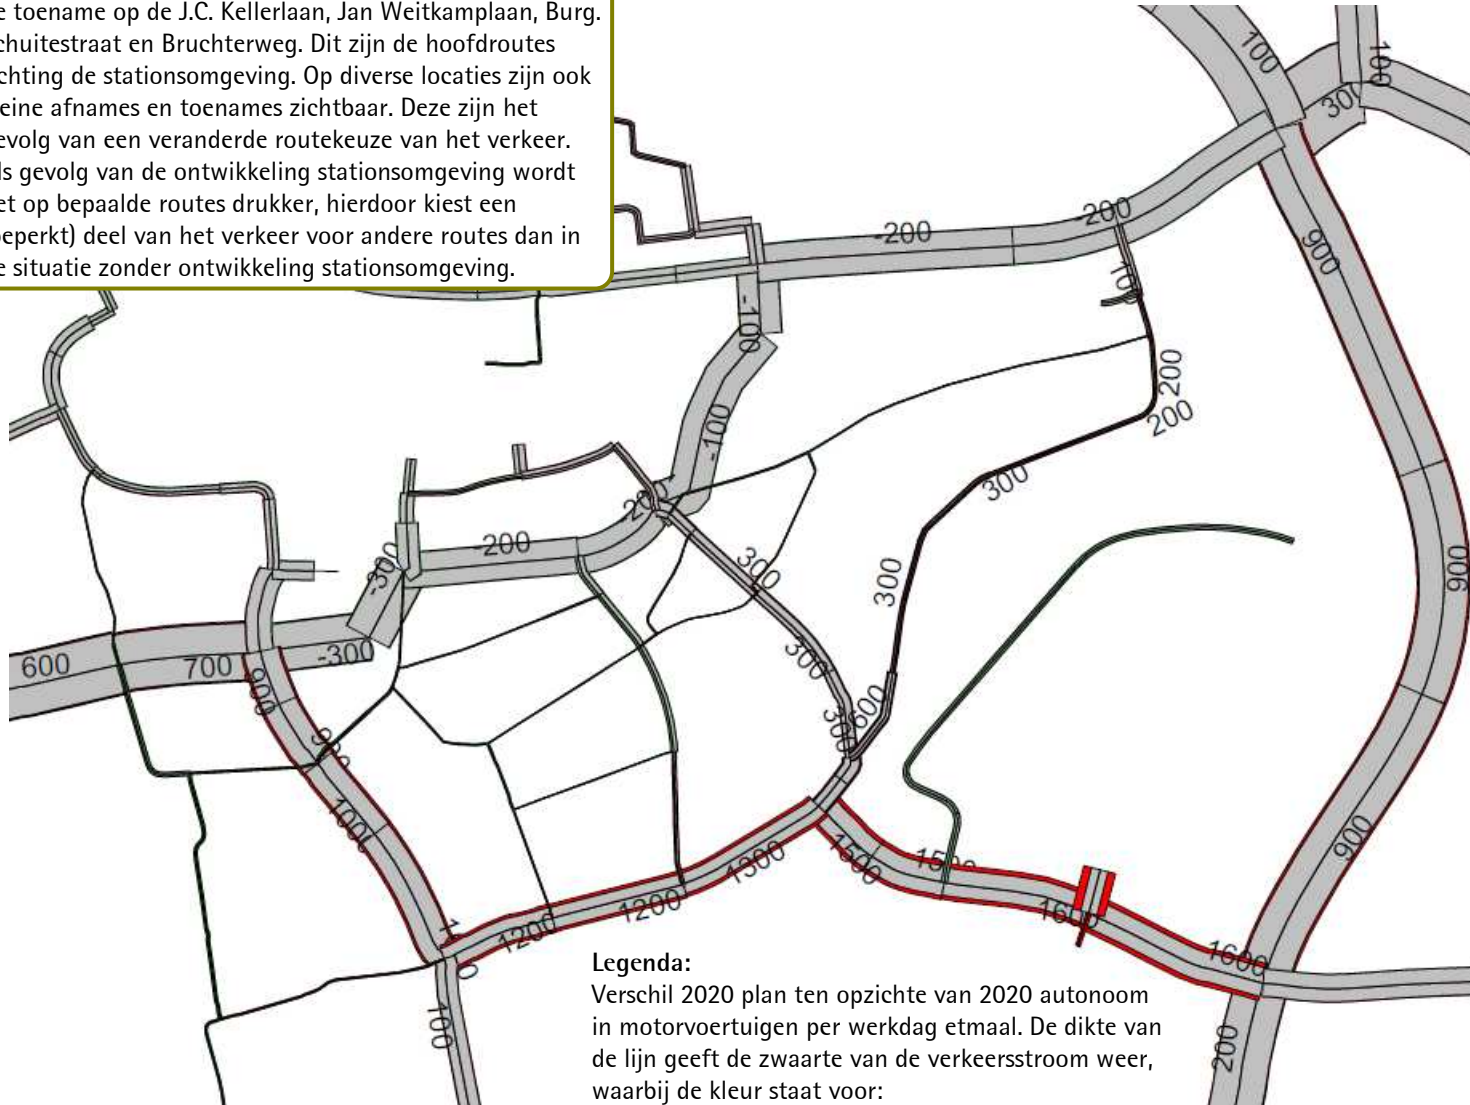 e toename op de J.C. Kellerlaan, Jan Weitkamplaan, Burg.
chuitestraat en Bruchterweg. Dit zijn de hoofdroutes
chting de stationsomgeving. Op diverse locaties zijn ook
eine afnames en toenames zichtbaar. Deze zijn het
evolg van een veranderde routekeuze van het verkeer.
ls gevolg van de ontwikkeling stationsomgeving wordt
et op bepaalde routes drukker, hierdoor kiest een
beperkt) deel van het verkeer voor andere routes dan in
e situatie zonder ontwikkeling stationsomgeving.
100
100
300
-200
-200
900
100
-100
200
200
-100
300
-200
-200
-300
300
300
900
600
700
-300
900
300
600
300
900
1000
1500
1500
1300
1200
1200
1600
1600
100
200
Legenda:
Verschil 2020 plan ten opzichte van 2020 autonoom
in motorvoertuigen per werkdag etmaal. De dikte van
de lijn geeft de zwaarte van de verkeersstroom weer,
waarbij de kleur staat voor: